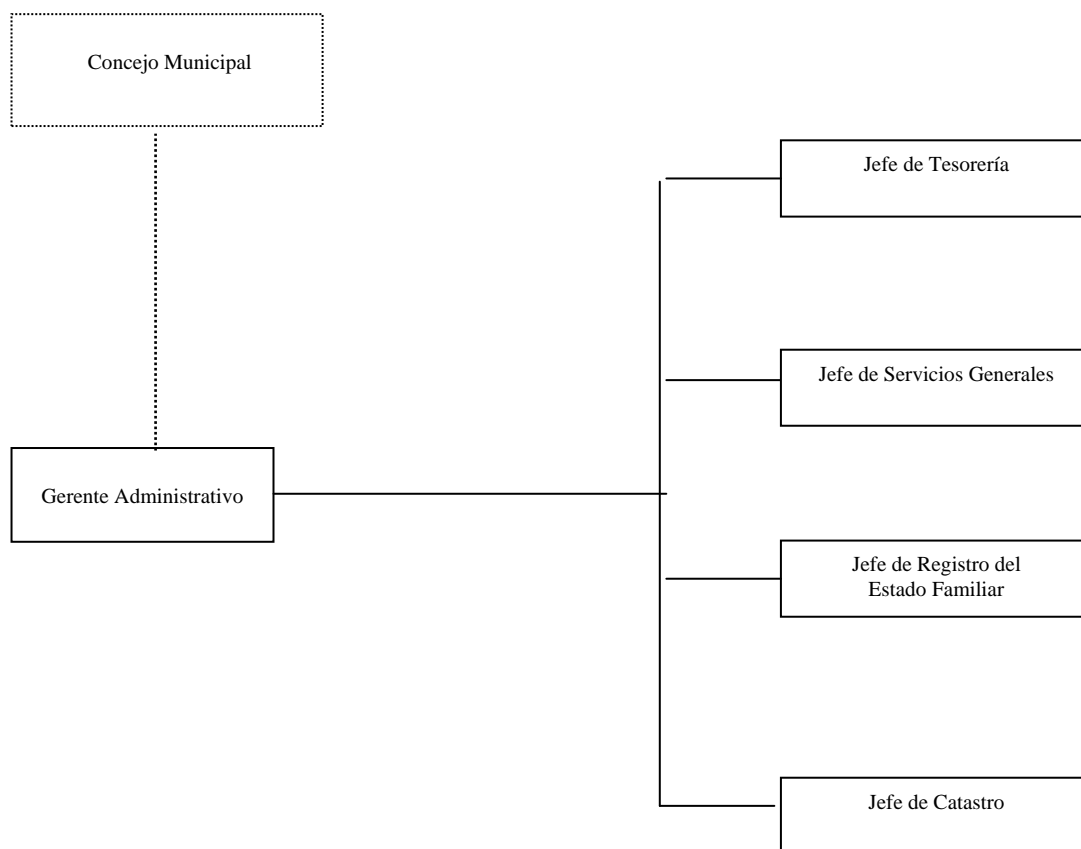 Concejo Municipal
Jefe de Tesorería
Jefe de Servicios Generales
Gerente Administrativo
Jefe de Registro del
Estado Familiar
Jefe de Catastro